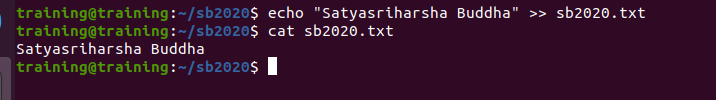 training@training:~/sb2020$ echo "Satyasriharsha Buddha" >> sb2020.txt
training@training:~/sb2020$ cat sb2020.txt
Satyasriharsha Buddha
training@training:~/sb2020$